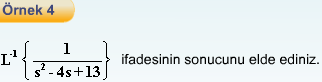 Örnek 4
L⁻¹ { 1 / (s² - 4s + 13) } ifadesinin sonucunu elde ediniz.